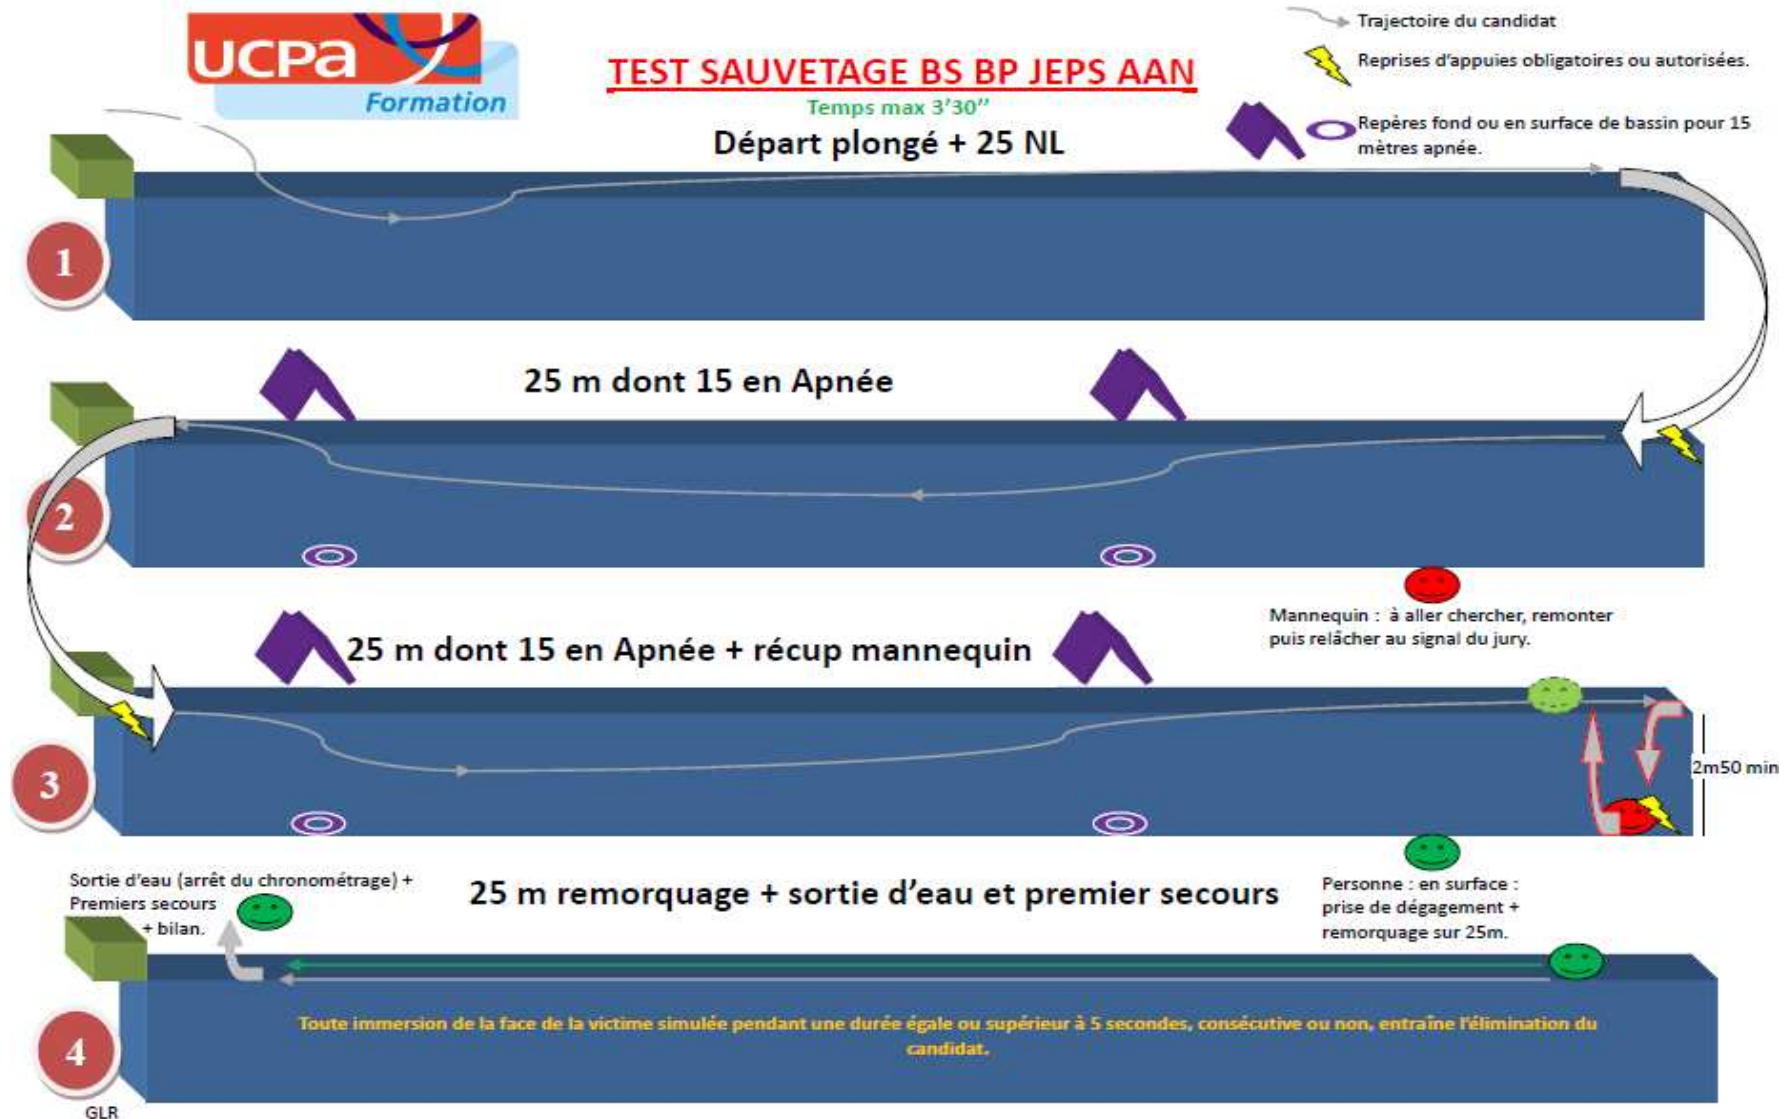 UCPa
Formation
TEST SAUVETAGE BS BP JEPS AAN
Temps max 3'30''
Départ plongé + 25 NL
Trajectoire du candidat
Reprises d'appuies obligatoires ou autorisées.
Repères fond ou en surface de bassin pour 15
mètres apnée.
1
25 m dont 15 en Apnée
2
Mannequin : à aller chercher, remonter
puis relâcher au signal du jury.
25 m dont 15 en Apnée + récup mannequin
3
2m50 min
Sortie d'eau (arrêt du chronométrage) +
Premiers secours
+ bilan.
25 m remorquage + sortie d'eau et premier secours
Personne : en surface :
prise de dégagement +
remorquage sur 25m.
Toute immersion de la face de la victime simulée pendant une durée égale ou supérieur à 5 secondes, consécutive ou non, entraîne l'élimination du
candidat.
4
GLR